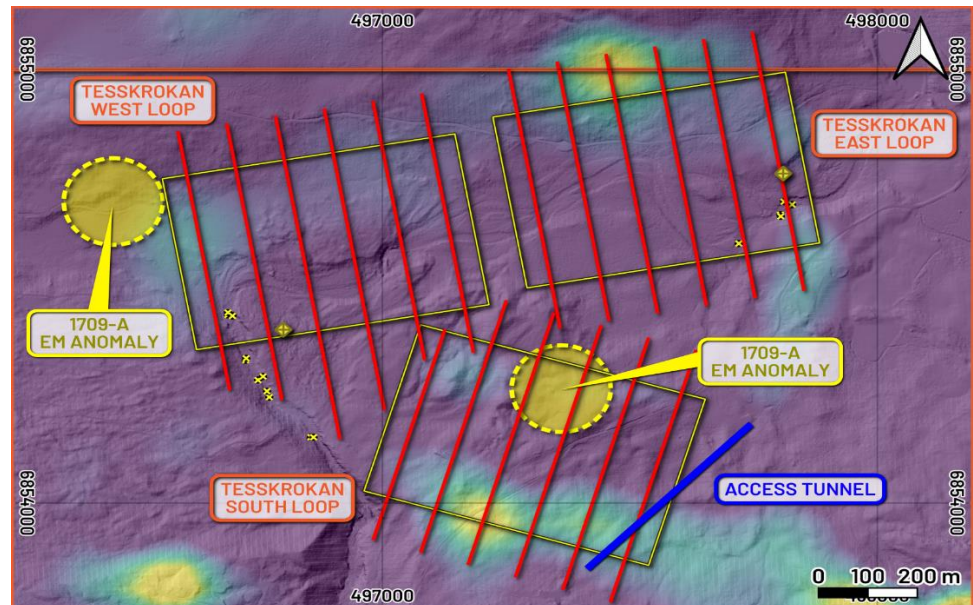 497000
498000
6855000
6855000
TESSKROKAN
WEST LOOP
TESSKROKAN
EAST LOOP
1709-A
EM ANOMALY
1709-A
EM ANOMALY
TESSKROKAN
SOUTH LOOP
ACCESS TUNNEL
6854000
6854000
0 100 200 m
497000